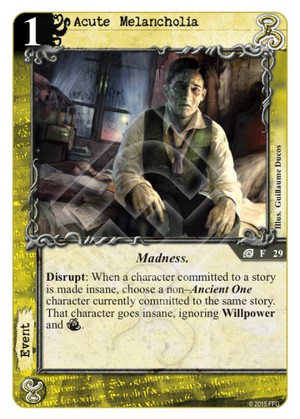 1
Acute Melancholia
Illus. Guillaume Ducos
F 29
Madness.
Disrupt: When a character committed to a story
is made insane, choose a non–Ancient One
character currently committed to the same story.
That character goes insane, ignoring Willpower
and .
Event
© 2015 FFG